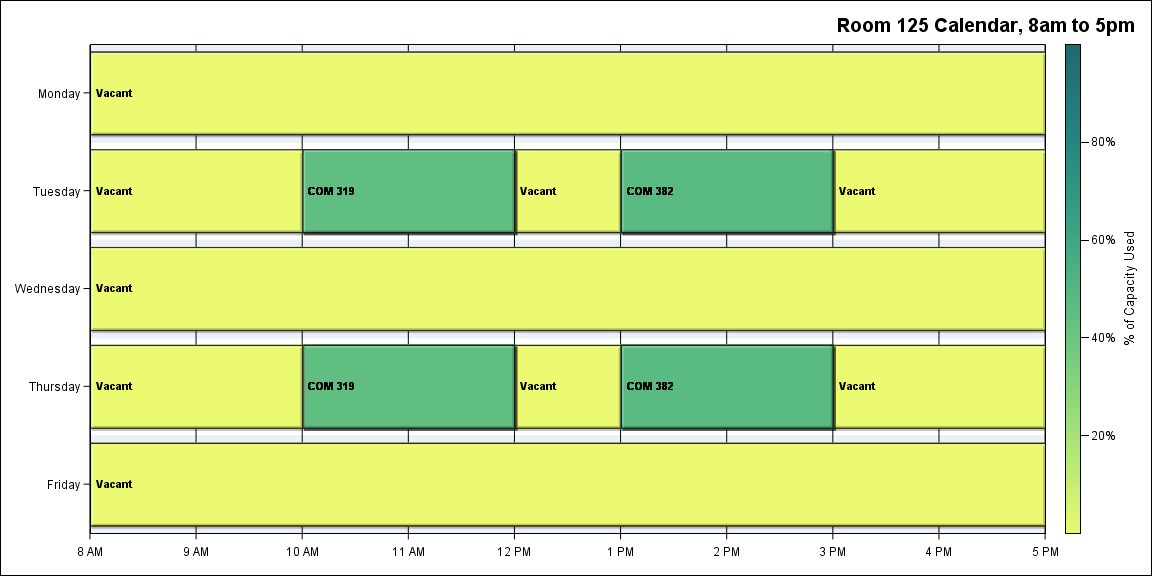 Room 125 Calendar, 8am to 5pm
Monday
Vacant
Tuesday
Vacant
COM 319
Vacant
COM 382
Vacant
Wednesday
Vacant
Thursday
Vacant
COM 319
Vacant
COM 382
Vacant
Friday
Vacant
8 AM
9 AM
10 AM
11 AM
12 PM
1 PM
2 PM
3 PM
4 PM
5 PM
80%
60%
40%
20%
% of Capacity Used